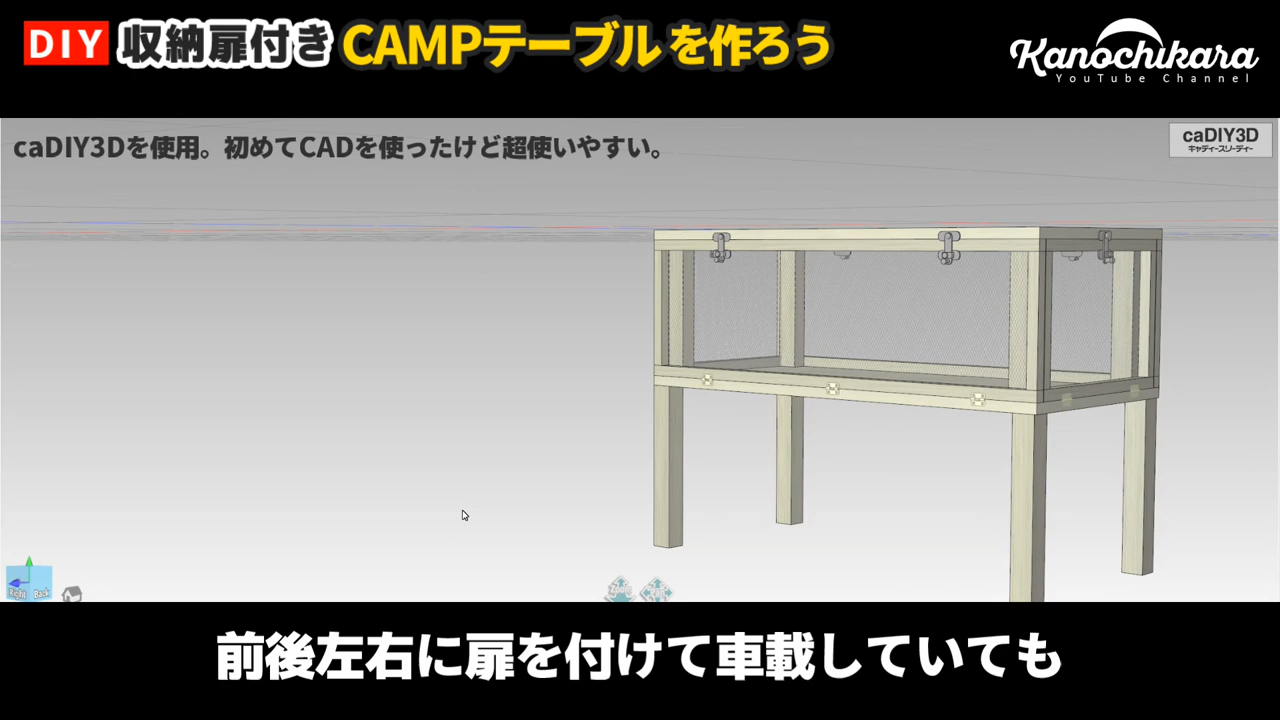 DIY 収納扉付き CAMPテーブルを作ろう
Kanochikara
YouTube Channel
caDIY3Dを使用。初めてCADを使ったけど超使いやすい。
caDIY3D
キャディースリーディー
Right Back
Zoom Pan
前後左右に扉を付けて車載していても